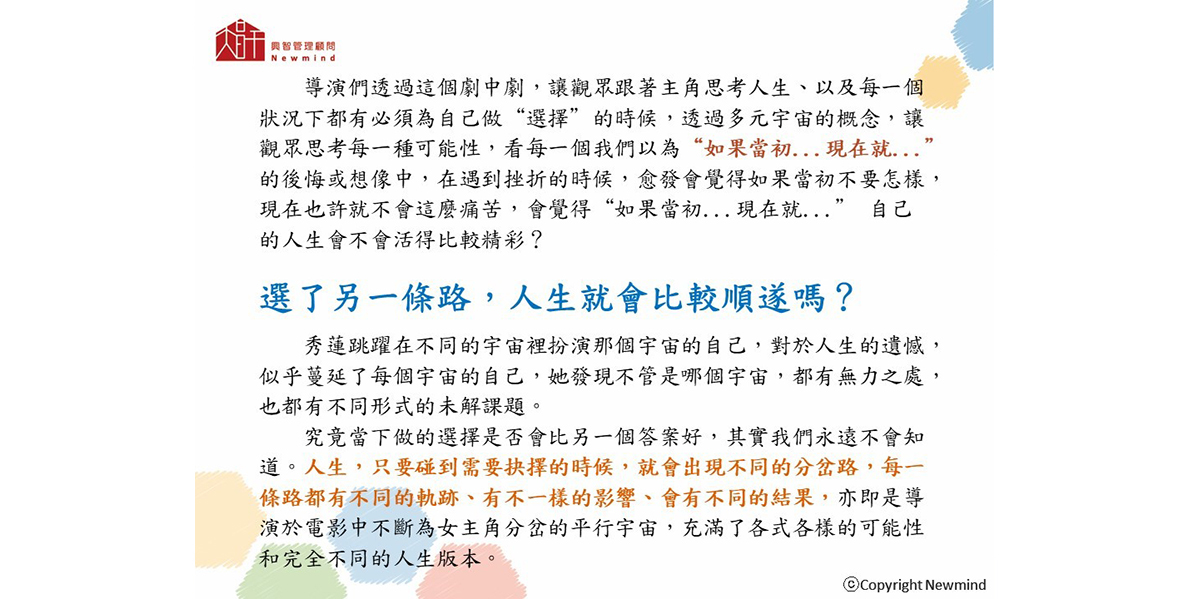 興智管理顧問
Newmind
導演們透過這個劇中劇，讓觀眾跟著主角思考人生、以及每一個
狀況下都有必須為自己做“選擇”的時候，透過多元宇宙的概念，讓
觀眾思考每一種可能性，看每一個我們以為“如果當初...現在就...”
的後悔或想像中，在遇到挫折的時候，愈發會覺得如果當初不要怎樣，
現在也許就不會這麼痛苦，會覺得“如果當初...現在就...” 自己
的人生會不會活得比較精彩？
選了另一條路，人生就會比較順遂嗎？
秀蓮跳躍在不同的宇宙裡扮演那個宇宙的自己，對於人生的遺憾，
似乎蔓延了每個宇宙的自己，她發現不管是哪個宇宙，都有無力之處，
也都有不同形式的未解課題。
究竟當下做的選擇是否會比另一個答案好，其實我們永遠不會知
道。人生，只要碰到需要抉擇的時候，就會出現不同的分岔路，每一
條路都有不同的軌跡、有不一樣的影響、會有不同的結果，亦即是導
演於電影中不斷為女主角分岔的平行宇宙，充滿了各式各樣的可能性
和完全不同的人生版本。
ⓒCopyright Newmind